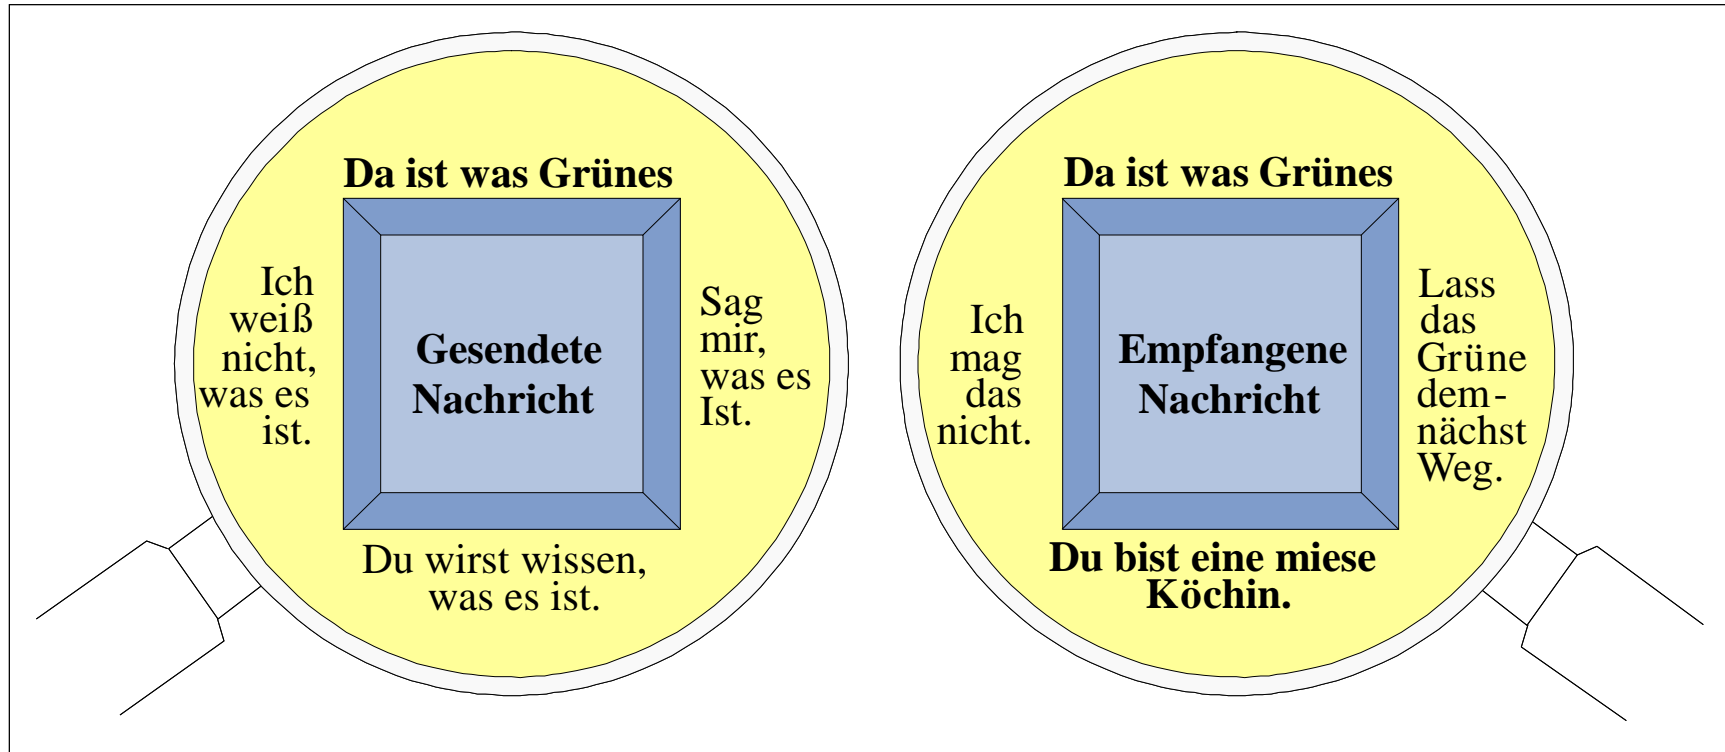 Da ist was Grünes
Ich
weiß
nicht,
was es
ist.
Gesendete
Nachricht
Sag
mir,
was es
Ist.
Du wirst wissen,
was es ist.
Da ist was Grünes
Ich
mag
das
nicht.
Empfangene
Nachricht
Lass
das
Grüne
dem-
nächst
Weg.
Du bist eine miese
Köchin.